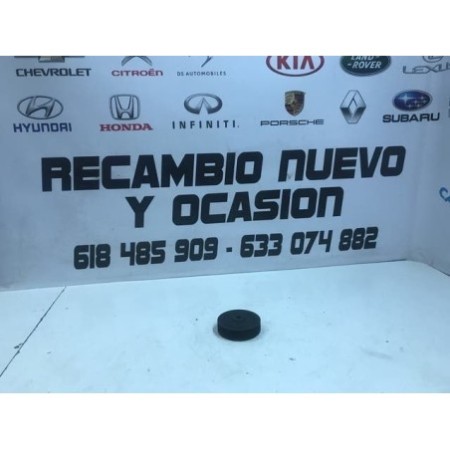 CHEVROLET CITROËN DS AUTOMOBILES KIA LAND ROVER LEXUS
HYUNDAI HONDA INFINITI PORSCHE RENAULT SUBARU
RECAMBIO NUEVO
Y OCASION
618 485 909 - 633 074 882